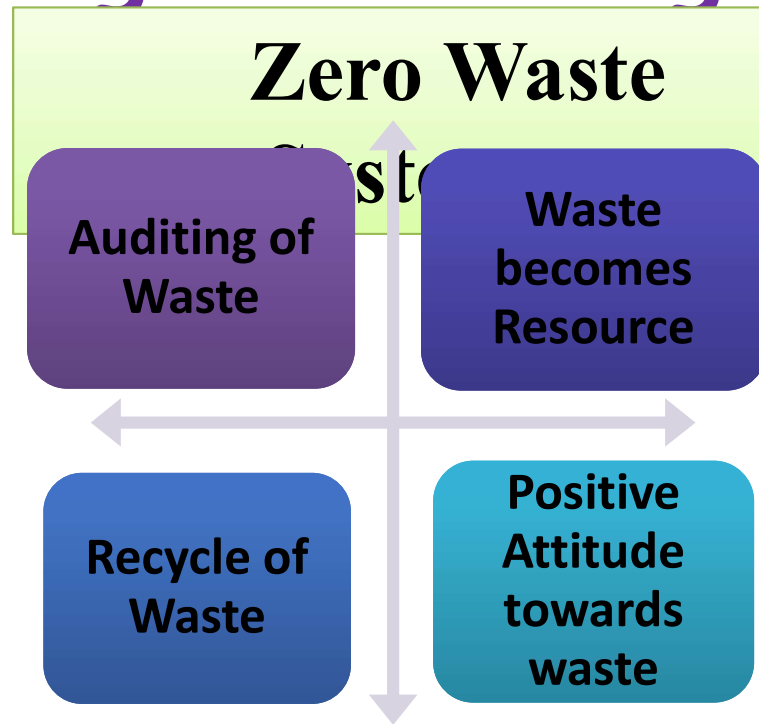 Zero Waste
Auditing of
Waste
Waste
becomes
Resource
Recycle of
Waste
Positive
Attitude
towards
waste